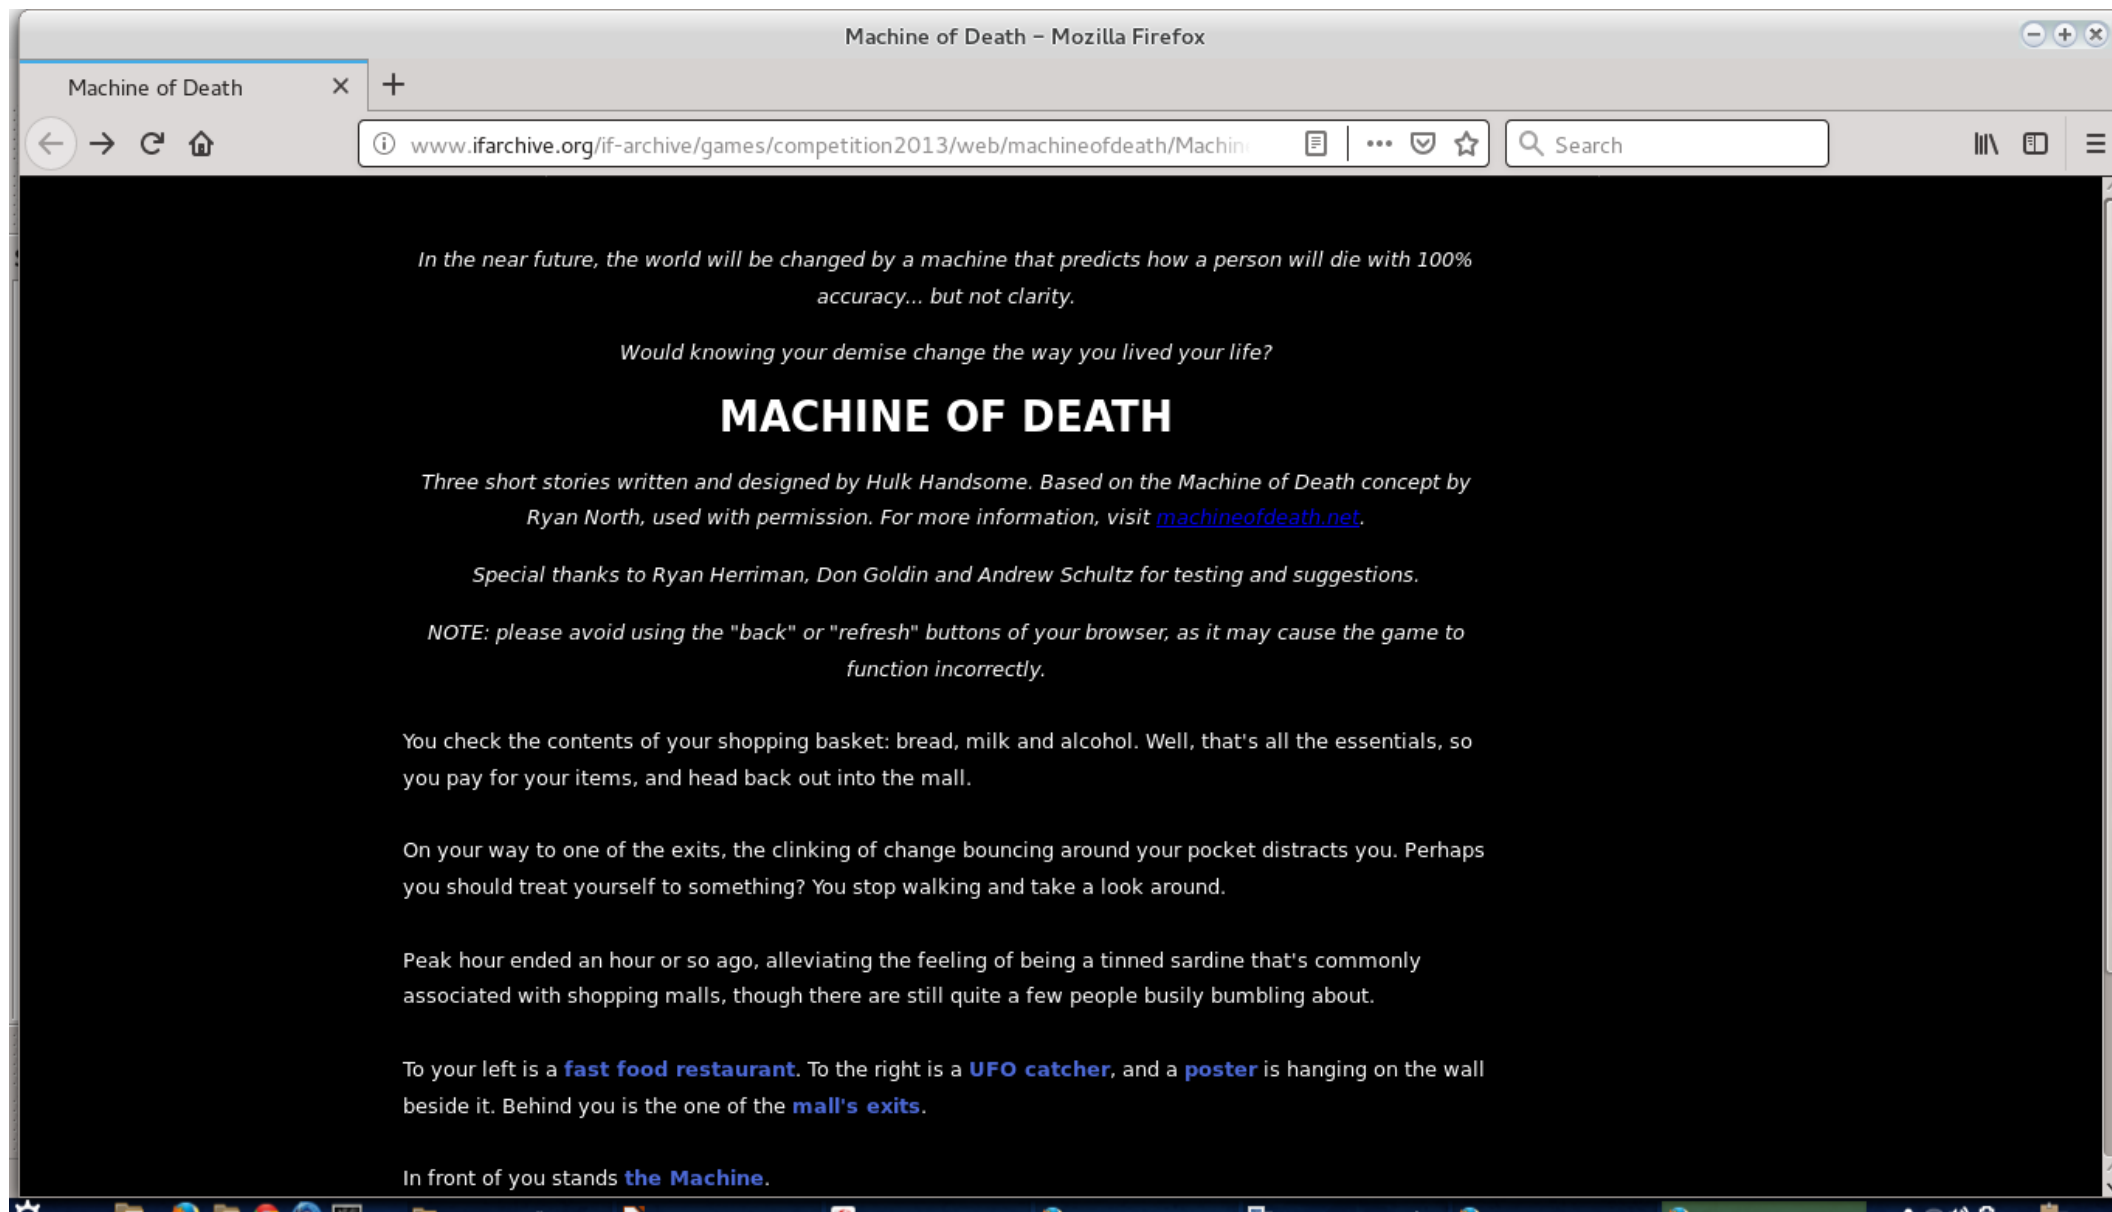 Machine of Death – Mozilla Firefox
Machine of Death
www.ifarchive.org/if-archive/games/competition2013/web/machineofdeath/Machin
Search
In the near future, the world will be changed by a machine that predicts how a person will die with 100%
accuracy... but not clarity.
Would knowing your demise change the way you lived your life?
MACHINE OF DEATH
Three short stories written and designed by Hulk Handsome. Based on the Machine of Death concept by
Ryan North, used with permission. For more information, visit machineofdeath.net.
Special thanks to Ryan Herriman, Don Goldin and Andrew Schultz for testing and suggestions.
NOTE: please avoid using the "back" or "refresh" buttons of your browser, as it may cause the game to
function incorrectly.
You check the contents of your shopping basket: bread, milk and alcohol. Well, that's all the essentials, so
you pay for your items, and head back out into the mall.
On your way to one of the exits, the clinking of change bouncing around your pocket distracts you. Perhaps
you should treat yourself to something? You stop walking and take a look around.
Peak hour ended an hour or so ago, alleviating the feeling of being a tinned sardine that's commonly
associated with shopping malls, though there are still quite a few people busily bumbling about.
To your left is a fast food restaurant. To the right is a UFO catcher, and a poster is hanging on the wall
beside it. Behind you is the one of the mall's exits.
In front of you stands the Machine.